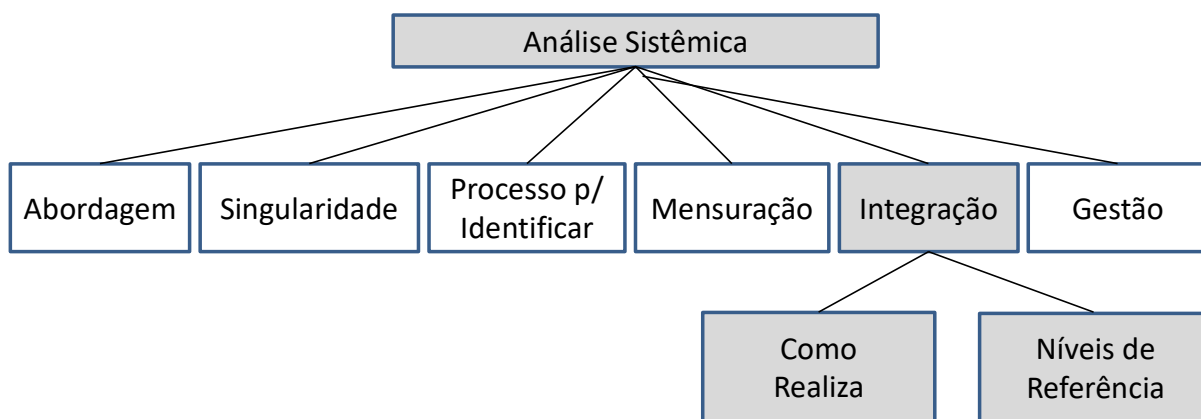 Análise Sistêmica
Abordagem
Singularidade
Processo p/
Identificar
Mensuração
Integração
Gestão
Como
Realiza
Níveis de
Referência